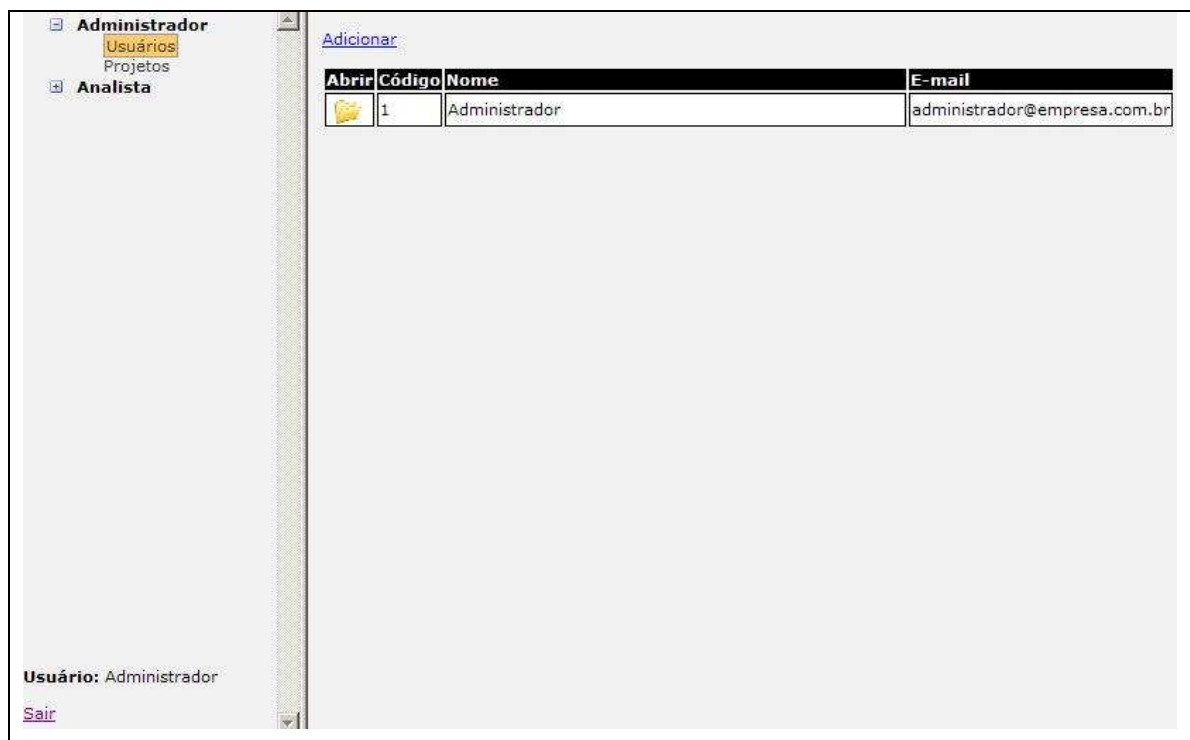 Administrador
Usuários
Projetos
Analista
Usuário: Administrador
Sair
Adicionar
Abrir Código Nome E-mail
1 Administrador administrador@empresa.com.br